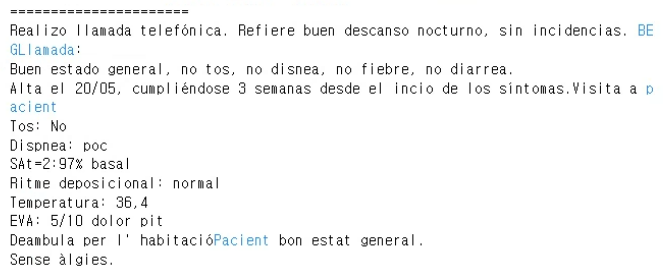 ======================
Realizo llamada telefónica. Refiere buen descanso nocturno, sin incidencias. BE
GLlamada:
Buen estado general, no tos, no disnea, no fiebre, no diarrea.
Alta el 20/05, cumpliéndose 3 semanas desde el incio de los síntomas.Visita a p
acient
Tos: No
Dispnea: poc
SAt=2:97% basal
Ritme deposicional: normal
Temperatura: 36,4
EVA: 5/10 dolor pit
Deambula per l' habitacióPacient bon estat general.
Sense àlgies.